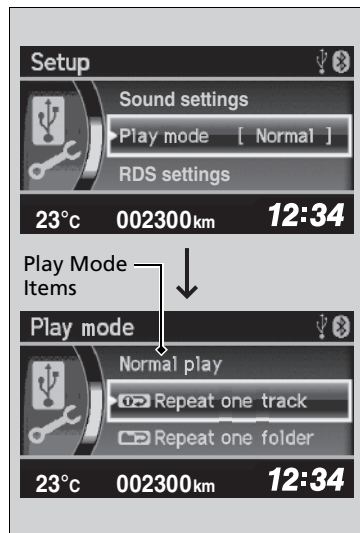 Setup
Sound settings
Play mode [ Normal ]
RDS settings
23°c 002300km 12:34
Play Mode
Items
Play mode
Normal play
Repeat one track
Repeat one folder
23°c 002300km 12:34